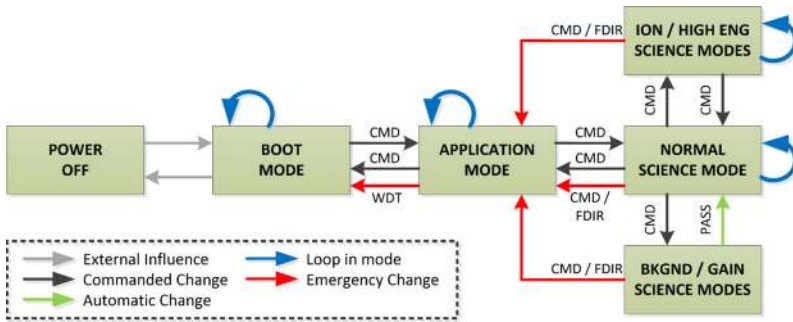 CMD / FDIR
ION / HIGH ENG
SCIENCE MODES
CMD
CMD
POWER
OFF
BOOT
MODE
CMD
CMD
WDT
APPLICATION
MODE
CMD
CMD
CMD /
FDIR
NORMAL
SCIENCE MODE
CMD
PASS
CMD / FDIR
BKGND / GAIN
SCIENCE MODES
External Influence
Loop in mode
Commanded Change
Emergency Change
Automatic Change